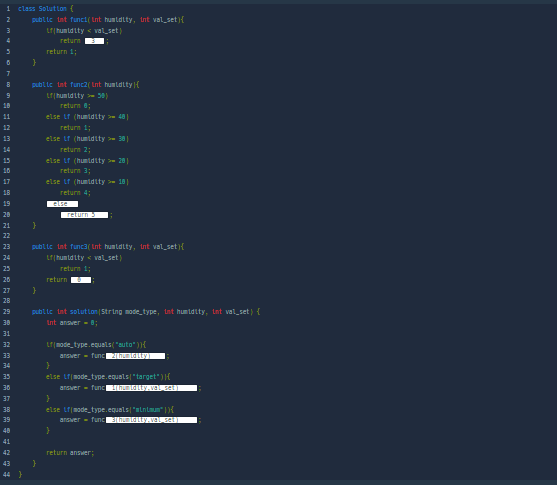 1 class Solution {
2 public int func1(int humidity, int val_set){
3 if(humidity < val_set)
4 return 3 ;
5 return 1;
6 }
7
8 public int func2(int humidity){
9 if(humidity >= 50)
10 return 0;
11 else if (humidity >= 40)
12 return 1;
13 else if (humidity >= 30)
14 return 2;
15 else if (humidity >= 20)
16 return 3;
17 else if (humidity >= 10)
18 return 4;
19 else
20 return 5 ;
21 }
22
23 public int func3(int humidity, int val_set){
24 if(humidity < val_set)
25 return 1;
26 return 0 ;
27 }
28
29 public int solution(String mode_type, int humidity, int val_set) {
30 int answer = 0;
31
32 if(mode_type.equals("auto")){
33 answer = func 2(humidity) ;
34 }
35 else if(mode_type.equals("target")){
36 answer = func 1(humidity,val_set) ;
37 }
38 else if(mode_type.equals("minimum")){
39 answer = func 3(humidity,val_set) ;
40 }
41
42 return answer;
43 }
44 }